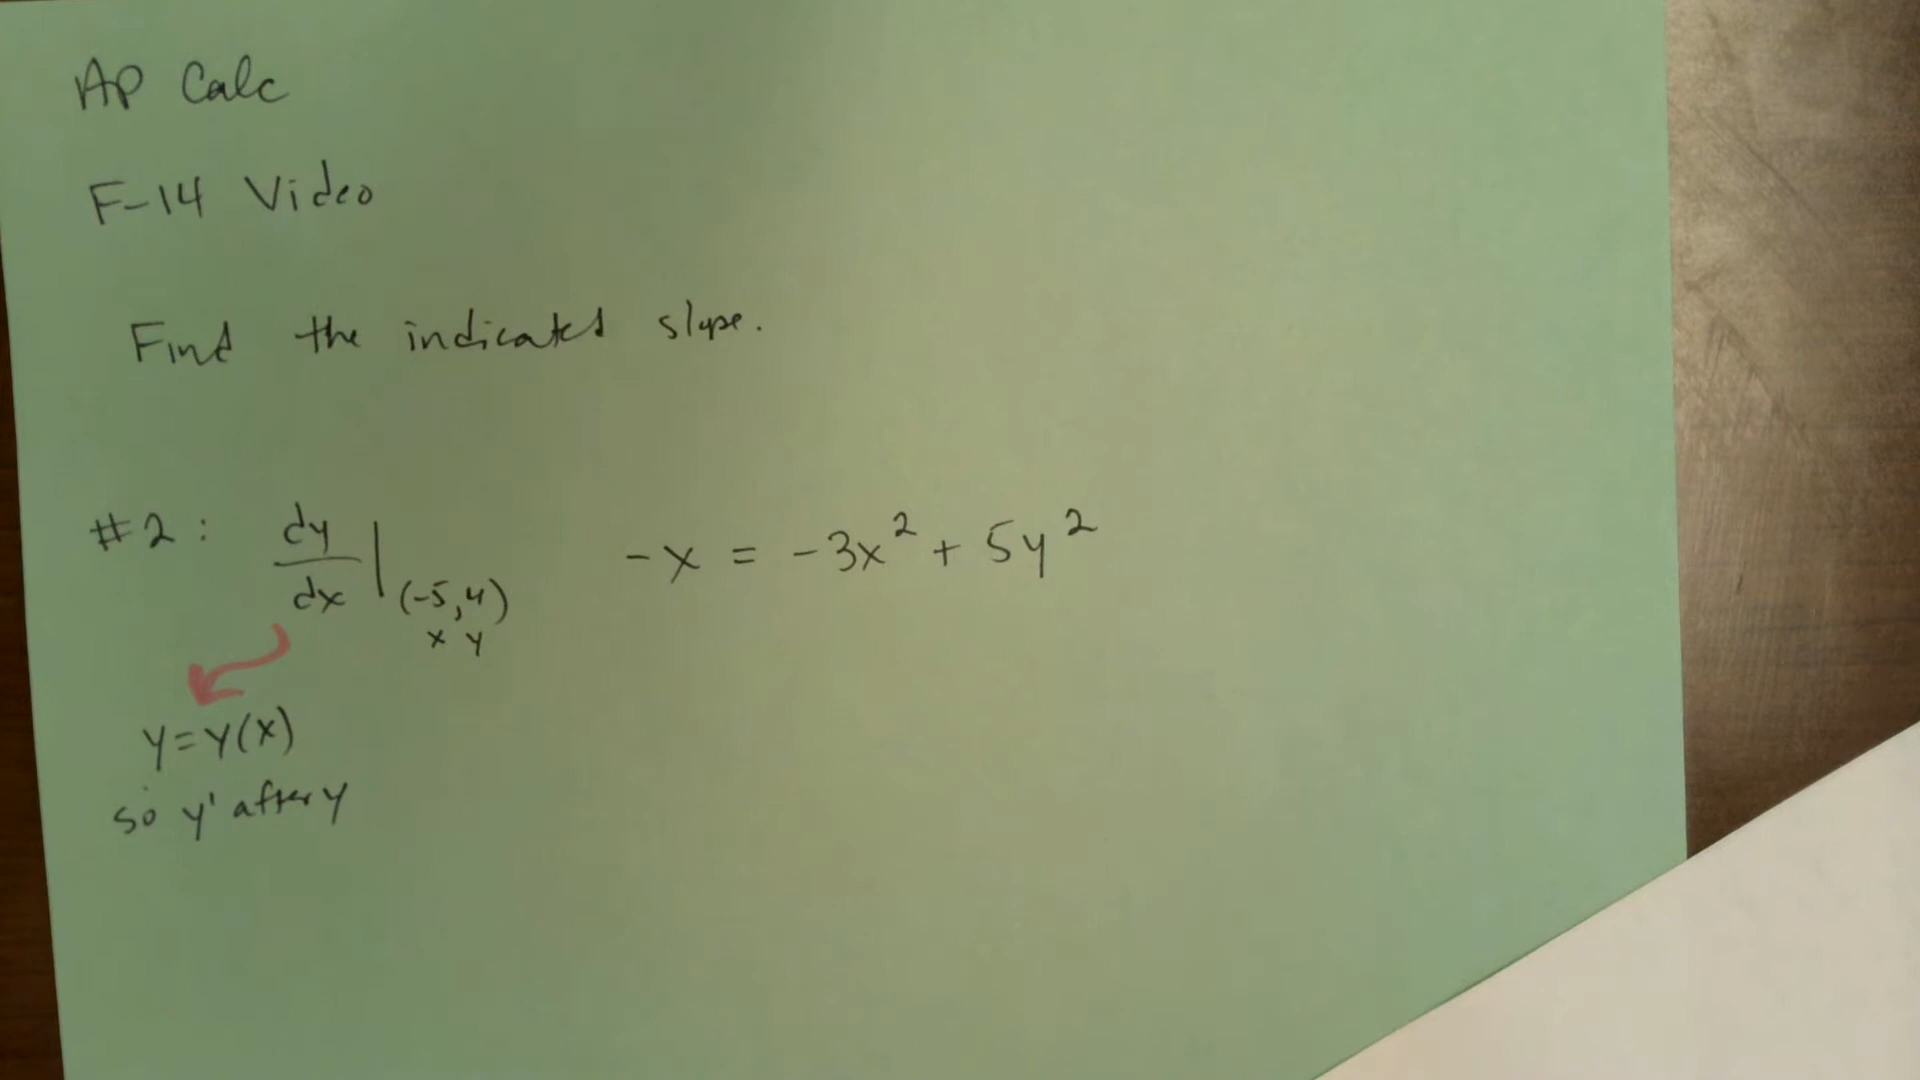 AP Calc
F-14 Video
Find the indicated slope.
#2: dy/dx |(-5,4) -x = -3x² + 5y²
x y
y=y(x)
so y' after y